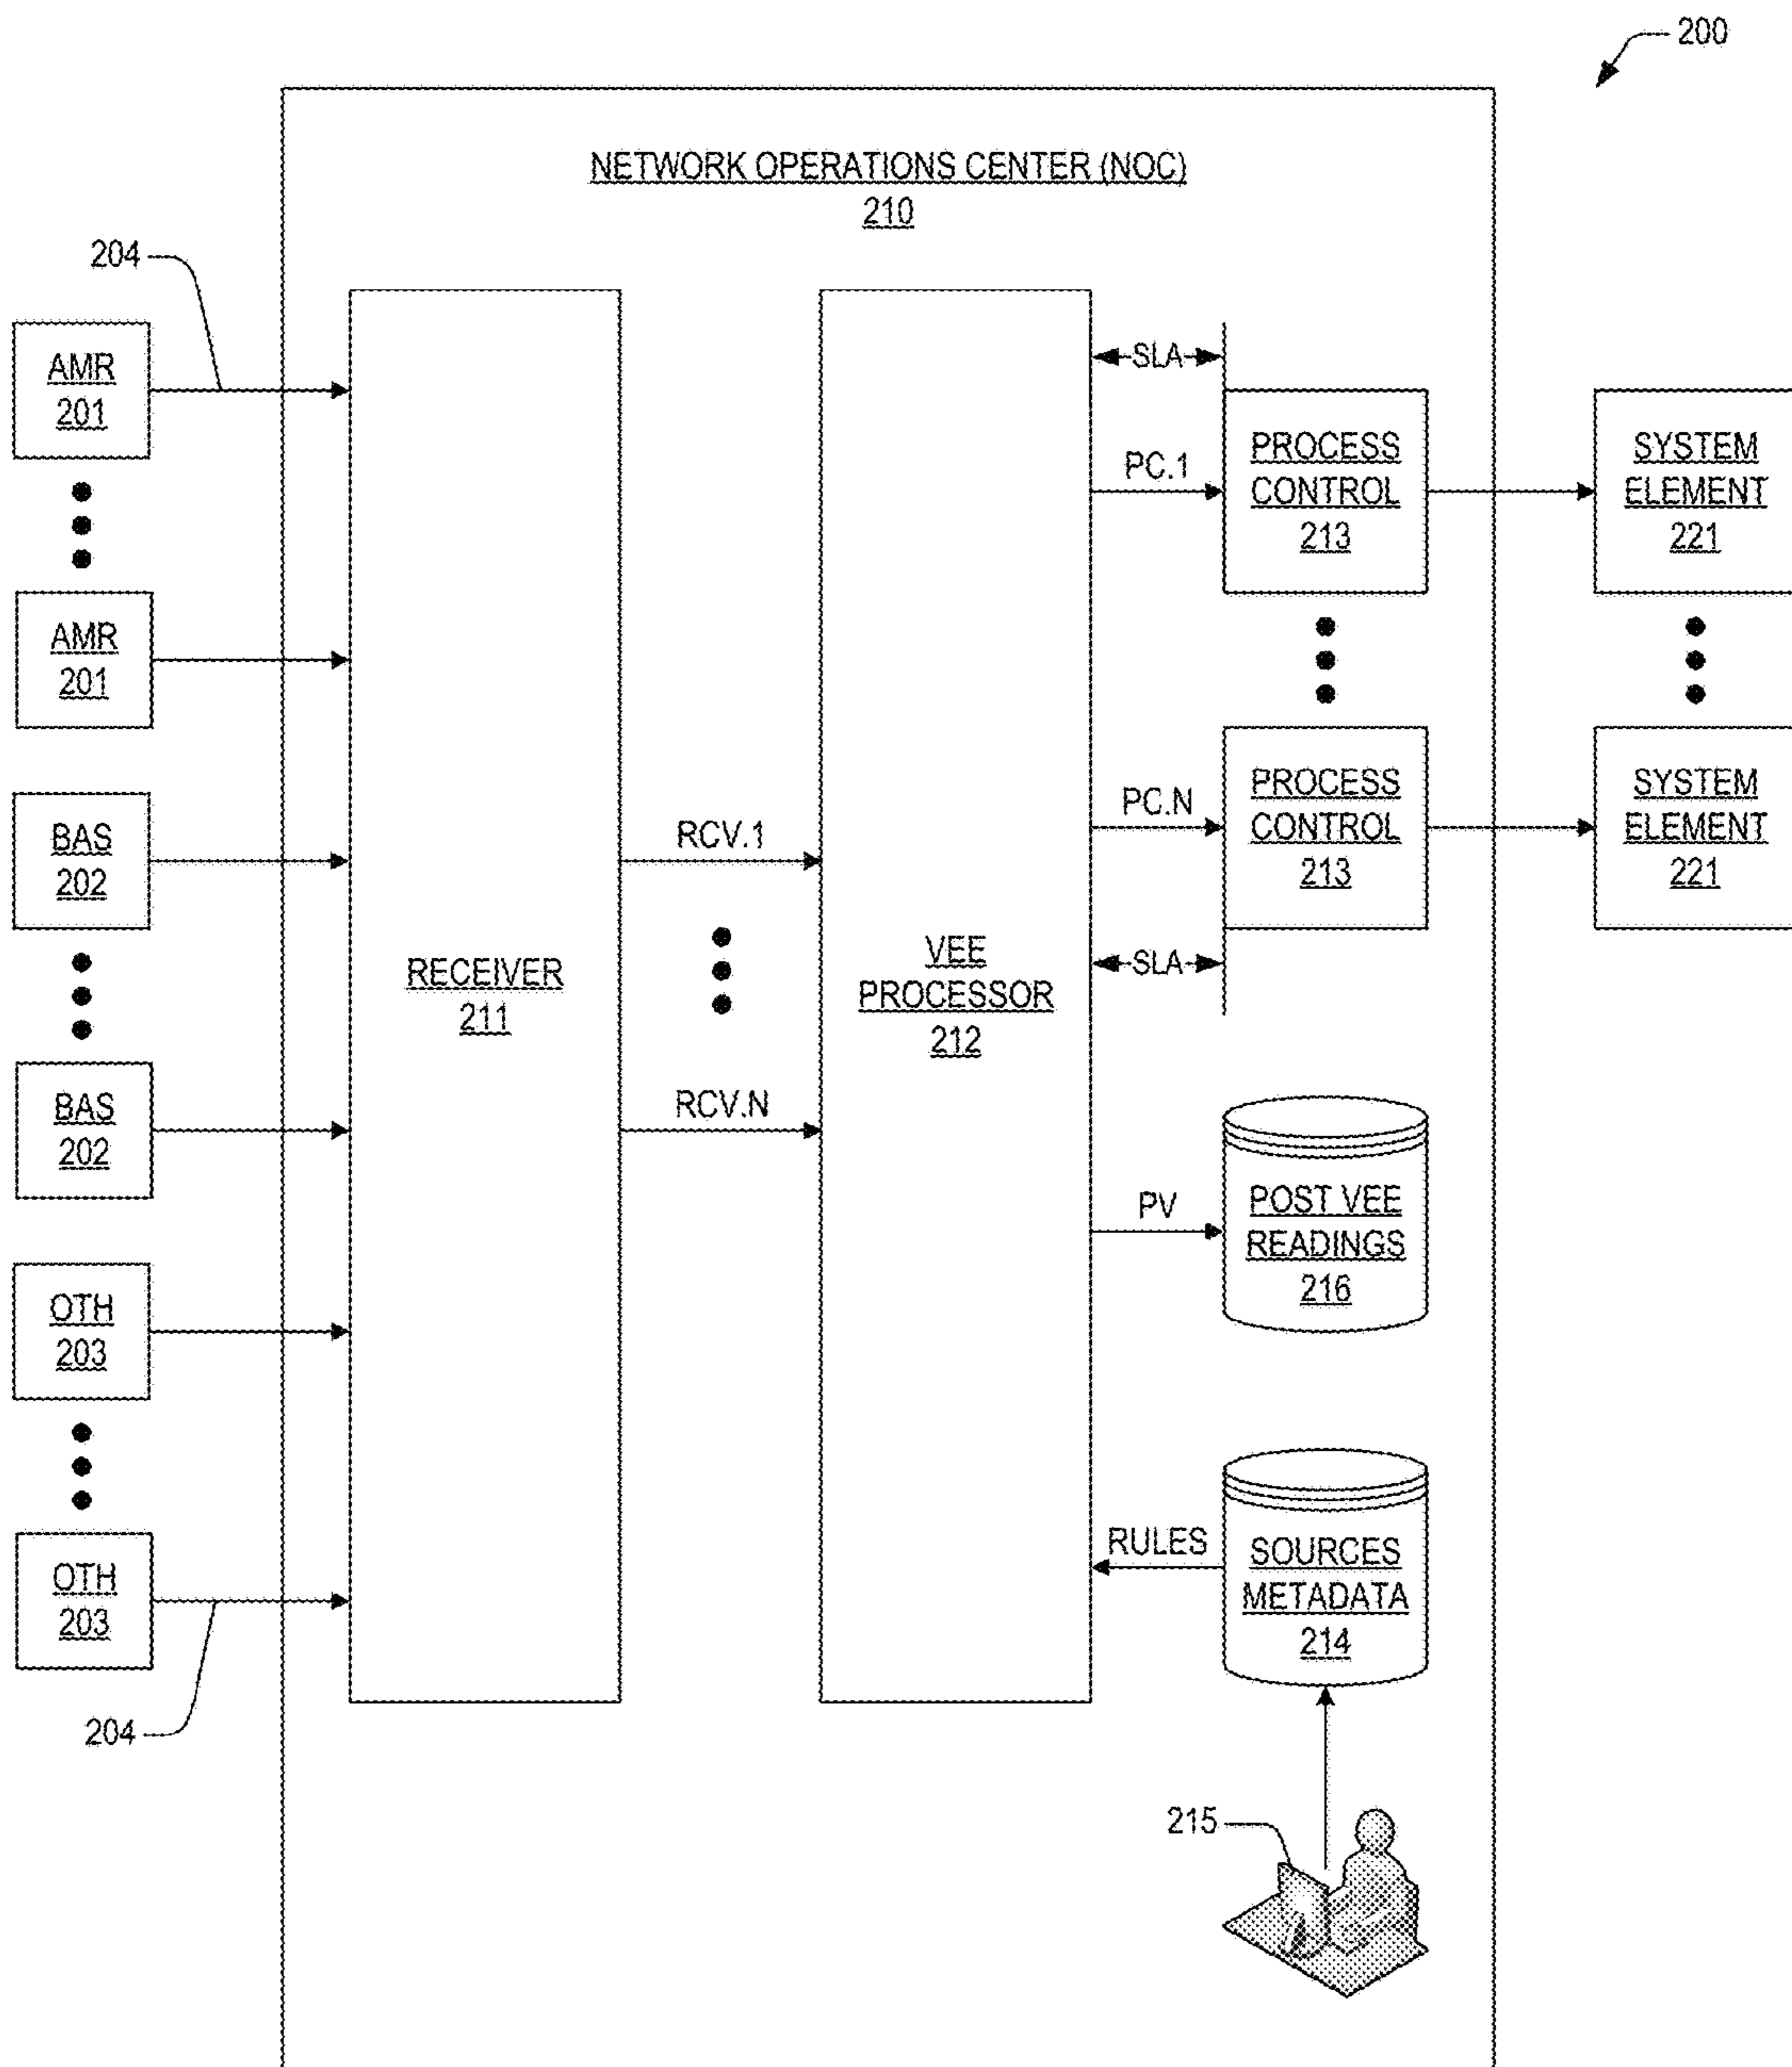 200
NETWORK OPERATIONS CENTER (NOC)
210
204
AMR
201
AMR
201
BAS
202
BAS
202
OTH
203
OTH
203
204
RECEIVER
211
RCV.1
RCV.N
VEE
PROCESSOR
212
SLA
PC.1
PC.N
SLA
PV
RULES
PROCESS
CONTROL
213
PROCESS
CONTROL
213
POST VEE
READINGS
216
SOURCES
METADATA
214
215
SYSTEM
ELEMENT
221
SYSTEM
ELEMENT
221